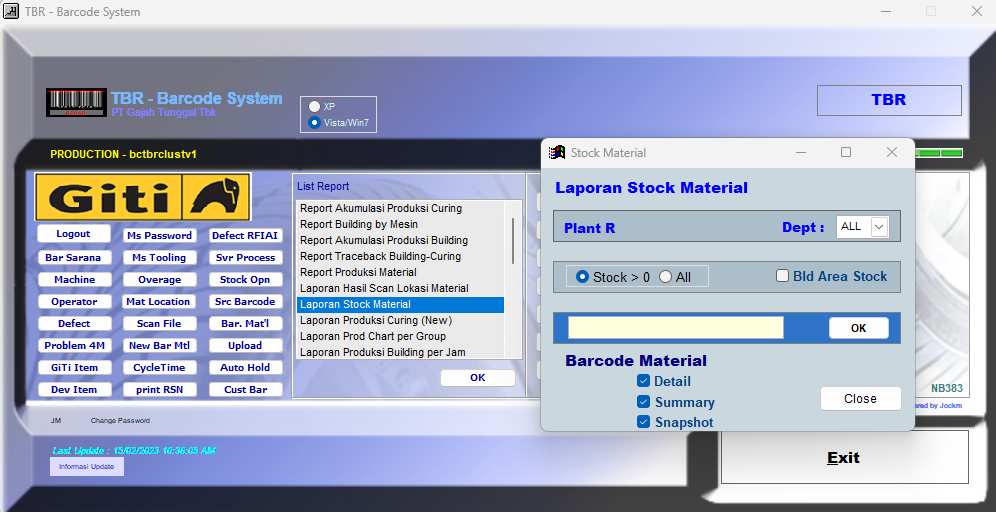 TBR - Barcode System
TBR - Barcode System
PT Gajah Tunggal Tbk
XP
Vista/Win7
TBR
PRODUCTION - bctbrclustv1
Giti
Logout
Ms Password
Defect RFIAI
Bar Sarana
Ms Tooling
Svr Process
Machine
Overage
Stock Opn
Operator
Mat Location
Src Barcode
Defect
Scan File
Bar. Mat'l
Problem 4M
New Bar Mtl
Upload
GiTi Item
CycleTime
Auto Hold
Dev Item
print RSN
Cust Bar
List Report
Report Akumulasi Produksi Curing
Report Building by Mesin
Report Akumulasi Produksi Building
Report Traceback Building-Curing
Report Produksi Material
Laporan Hasil Scan Lokasi Material
Laporan Stock Material
Laporan Produksi Curing (New)
Laporan Prod Chart per Group
Laporan Produksi Building per Jam
OK
Stock Material
Laporan Stock Material
Plant R
Dept :
ALL
Stock > 0
All
Bld Area Stock
OK
Barcode Material
Detail
Summary
Snapshot
Close
NB383
ered by Jockm
JM
Change Password
Last Update : 15/02/2023 10:36:05 AM
Informasi Update
Exit